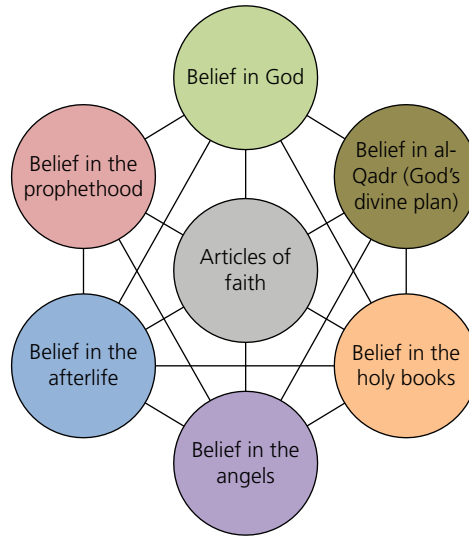 Belief in God
Belief in the
prophethood
Belief in al-
Qadr (God's
divine plan)
Articles of
faith
Belief in the
afterlife
Belief in the
holy books
Belief in the
angels